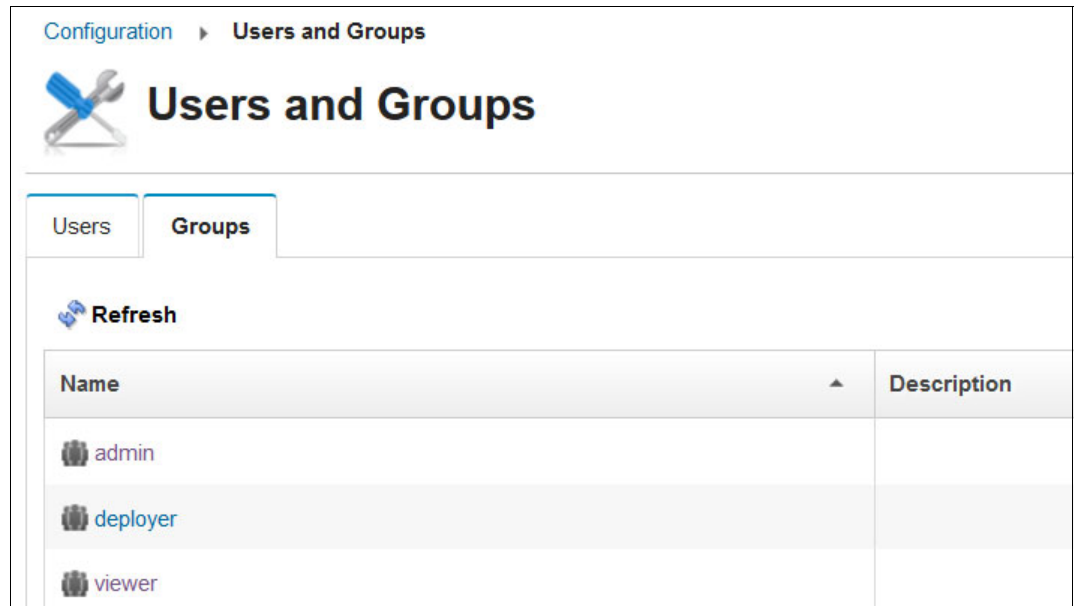 Configuration Users and Groups
Users and Groups
Users Groups
Refresh
Name Description
admin
deployer
viewer